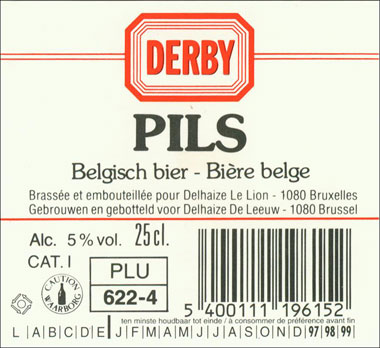 DERBY
PILS
Belgisch bier - Bière belge
Brassée et embouteillée pour Delhaize Le Lion - 1080 Bruxelles
Gebrouwen en gebotteld voor Delhaize De Leeuw - 1080 Brussel
Alc. 5% vol. 25cl.
CAT. I
CAUTION
WAARBORG
PLU
622-4
5 400111 196152
ten minste houdbaar tot einde / à consommer de préférence avant fin
L A B C D E J F M A M J J A S O N D 97 98 99